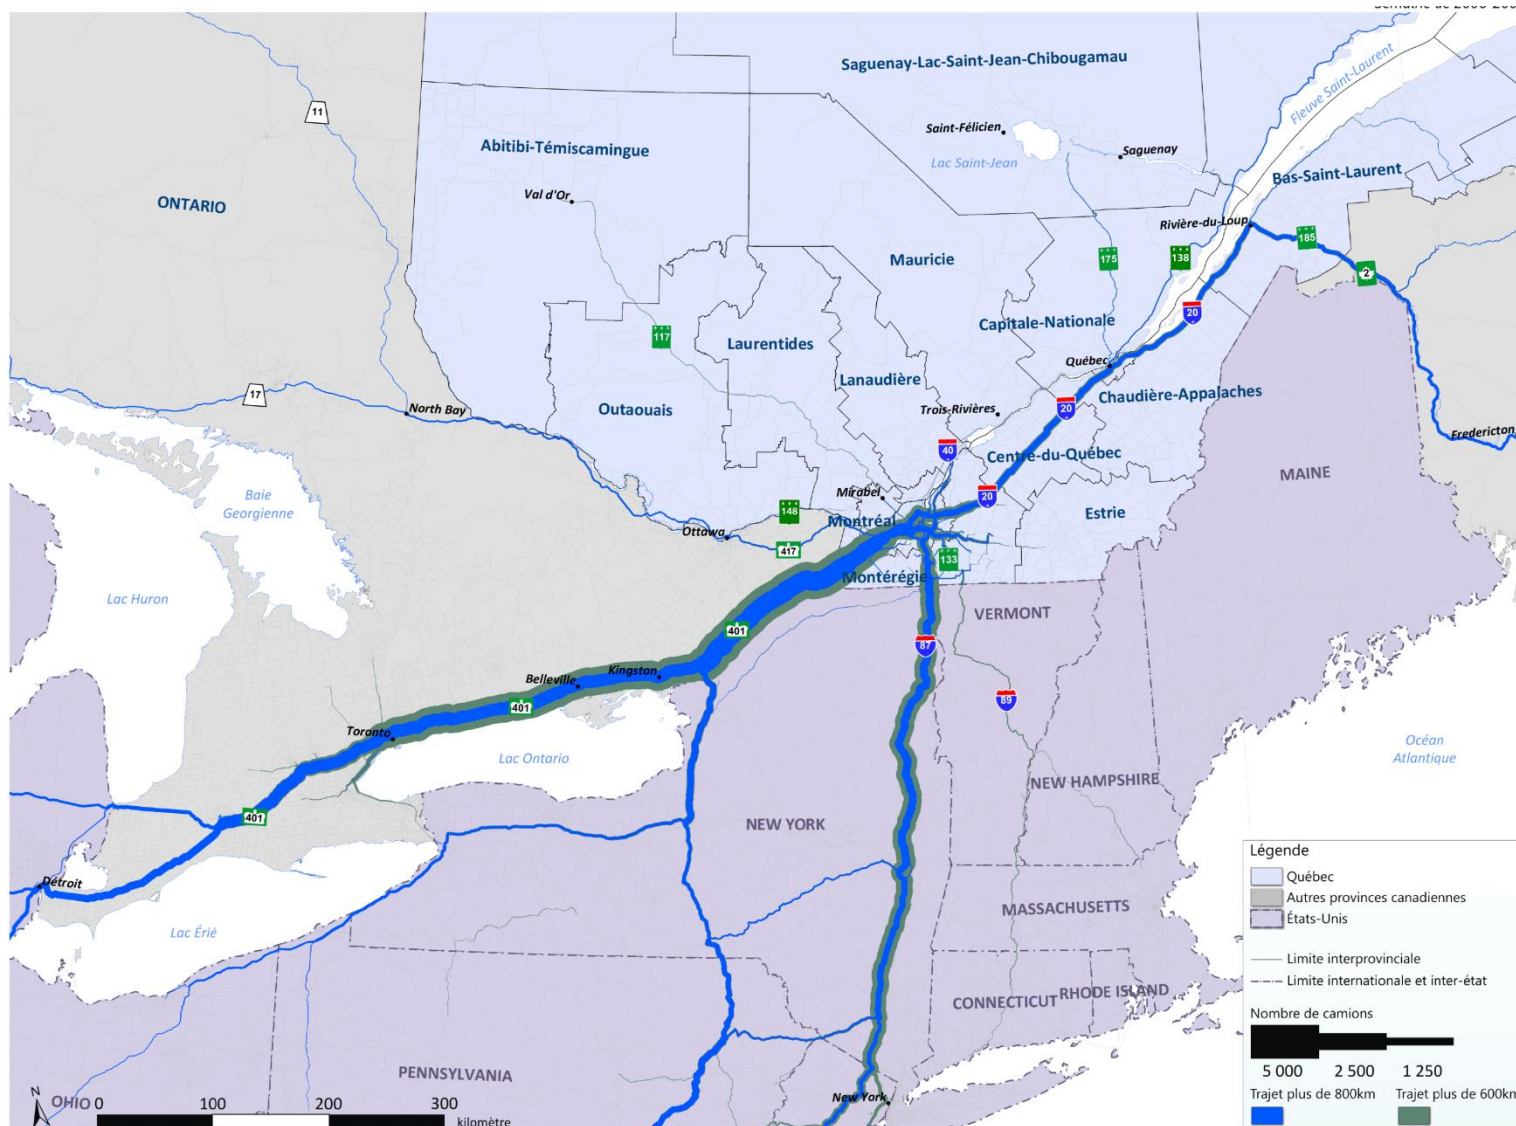 Semaine de 2006-200
Saguenay-Lac-Saint-Jean-Chibougamau
Fleuve Saint-Laurent
11
Saint-Félicien
Abitibi-Témiscamingue
Saguenay
Lac Saint-Jean
Bas-Saint-Laurent
Val d'Or
ONTARIO
Rivière-du-Loup
185
Mauricie
175
138
2
20
Capitale-Nationale
117
Laurentides
Québec
Lanaudière
17
Chaudière-Appalaches
North Bay
Outaouais
Trois-Rivières
20
Fredericton
40
Centre-du-Québec
MAINE
Baie
Georgienne
Mirabel
20
148
Estrie
Montréal
Ottawa
417
133
Montérégie
Lac Huron
VERMONT
401
87
Kingston
Belleville
89
401
Toronto
Océan
Atlantique
Lac Ontario
NEW HAMPSHIRE
401
NEW YORK
Légende
Québec
Détroit
Autres provinces canadiennes
MASSACHUSETTS
États-Unis
Lac Érié
Limite interprovinciale
Limite internationale et inter-état
CONNECTICUT
RHODE ISLAND
Nombre de camions
5 000 2 500 1 250
PENNSYLVANIA
Trajet plus de 800km Trajet plus de 600km
New York
OHIO
N
0 100 200 300
kilomètre